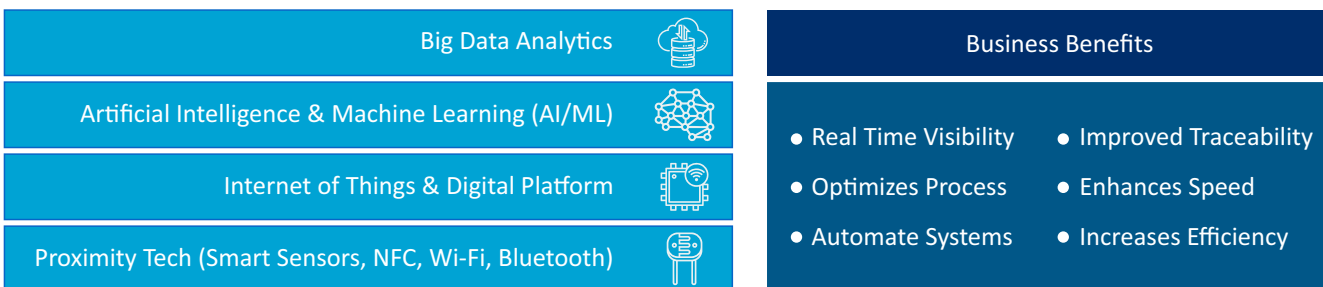 Big Data Analytics
Artificial Intelligence & Machine Learning (AI/ML)
Internet of Things & Digital Platform
Proximity Tech (Smart Sensors, NFC, Wi-Fi, Bluetooth)
Business Benefits
• Real Time Visibility
• Optimizes Process
• Automate Systems
• Improved Traceability
• Enhances Speed
• Increases Efficiency